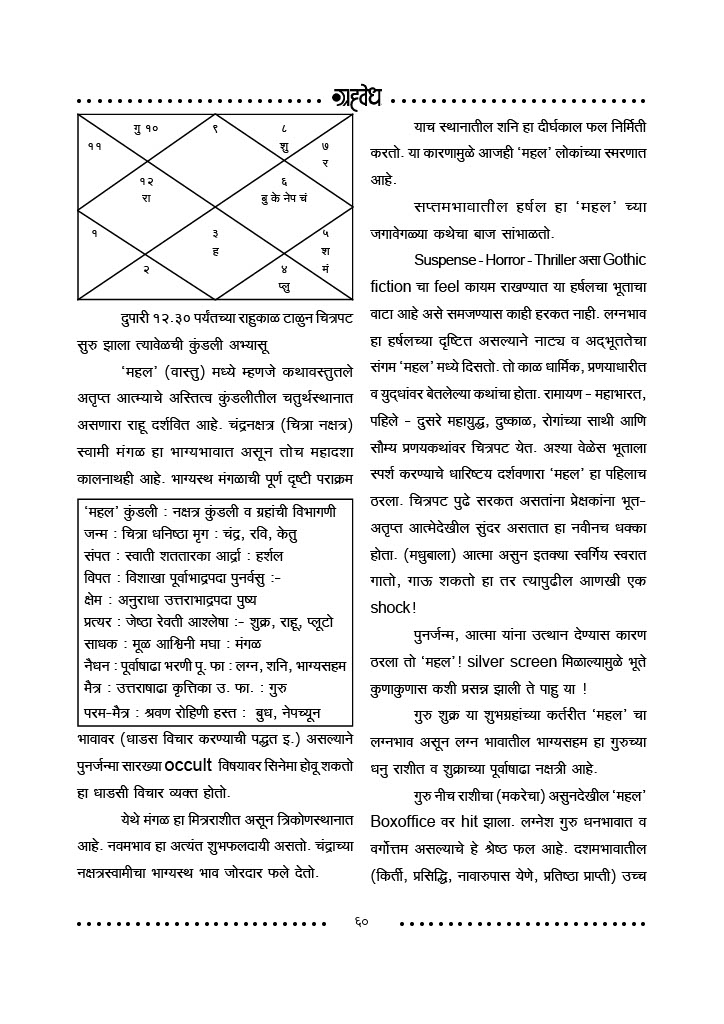 ग्रहवेध
गु १०
९
८
शु
११
७
र
१२
रा
६
बु के नेप चं
१
३
ह
५
श
मं
२
४
प्लु
दुपारी १२.३० पर्यंतच्या राहुकाळ टाळुन चित्रपट
सुरु झाला त्यावेळची कुंडली अभ्यासू
‘महल’ (वास्तु) मध्ये म्हणजे कथावस्तुतले
अतृप्त आत्म्याचे अस्तित्व कुंडलीतील चतुर्थस्थानात
असणारा राहू दर्शवित आहे. चंद्रनक्षत्र (चित्रा नक्षत्र)
स्वामी मंगळ हा भाग्यभावात असून तोच महादशा
कालनाथही आहे. भाग्यस्थ मंगळाची पूर्ण दृष्टी पराक्रम
‘महल’ कुंडली : नक्षत्र कुंडली व ग्रहांची विभागणी
जन्म : चित्रा धनिष्ठा मृग : चंद्र, रवि, केतु
संपत : स्वाती शततारका आर्द्रा : हर्शल
विपत : विशाखा पूर्वाभाद्रपदा पुनर्वसु :-
क्षेम : अनुराधा उत्तराभाद्रपदा पुष्य
प्रत्यर : जेष्ठा रेवती आश्लेषा :- शुक्र, राहू, प्लूटो
साधक : मूळ आश्विनी मघा : मंगळ
नैधन : पूर्वाषाढा भरणी पू. फा : लग्न, शनि, भाग्यसहम
मैत्र : उत्तराषाढा कृत्तिका उ. फा. : गुरु
परम-मैत्र : श्रवण रोहिणी हस्त : बुध, नेपच्यून
भावावर (धाडस विचार करण्याची पद्धत इ.) असल्याने
पुनर्जन्मा सारख्या occult विषयावर सिनेमा होवू शकतो
हा धाडसी विचार व्यक्त होतो.
येथे मंगळ हा मित्रराशीत असून त्रिकोणस्थानात
आहे. नवमभाव हा अत्यंत शुभफलदायी असतो. चंद्राच्या
नक्षत्रस्वामीचा भाग्यस्थ भाव जोरदार फले देतो.
याच स्थानातील शनि हा दीर्घकाल फल निर्मिती
करतो. या कारणामुळे आजही ‘महल’ लोकांच्या स्मरणात
आहे.
सप्तमभावातील हर्षल हा ‘महल’ च्या
जगावेगळ्या कथेचा बाज सांभाळतो.
Suspense - Horror - Thriller असा Gothic
fiction चा feel कायम राखण्यात या हर्षलचा भूताचा
वाटा आहे असे समजण्यास काही हरकत नाही. लग्नभाव
हा हर्षलच्या दृष्टित असल्याने नाट्य व अद्भूततेचा
संगम ‘महल’ मध्ये दिसतो. तो काळ धार्मिक, प्रणयाधारीत
व युद्धांवर बेतलेल्या कथांचा होता. रामायण - महाभारत,
पहिले - दुसरे महायुद्ध, दुष्काळ, रोगांच्या साथी आणि
सौम्य प्रणयकथांवर चित्रपट येत. अश्या वेळेस भूताला
स्पर्श करण्याचे धारिष्टय दर्शवणारा ‘महल’ हा पहिलाच
ठरला. चित्रपट पुढे सरकत असतांना प्रेक्षकांना भूत-
अतृप्त आत्मेदेखील सुंदर असतात हा नवीनच धक्का
होता. (मधुबाला) आत्मा असुन इतक्या स्वर्गिय स्वरात
गातो, गाऊ शकतो हा तर त्यापुढील आणखी एक
shock!
पुनर्जन्म, आत्मा यांना उत्थान देण्यास कारण
ठरला तो ‘महल’! silver screen मिळाल्यामुळे भूते
कुणाकुणास कशी प्रसन्न झाली ते पाहु या !
गुरु शुक्र या शुभग्रहांच्या कर्तरीत ‘महल’ चा
लग्नभाव असून लग्न भावातील भाग्यसहम हा गुरुच्या
धनु राशीत व शुक्राच्या पूर्वाषाढा नक्षत्री आहे.
गुरु नीच राशीचा (मकरेचा) असुनदेखील ‘महल’
Boxoffice वर hit झाला. लग्नेश गुरु धनभावात व
वर्गोत्तम असल्याचे हे श्रेष्ठ फल आहे. दशमभावातील
(किर्ती, प्रसिद्धि, नावारुपास येणे, प्रतिष्ठा प्राप्ती) उच्च
६०